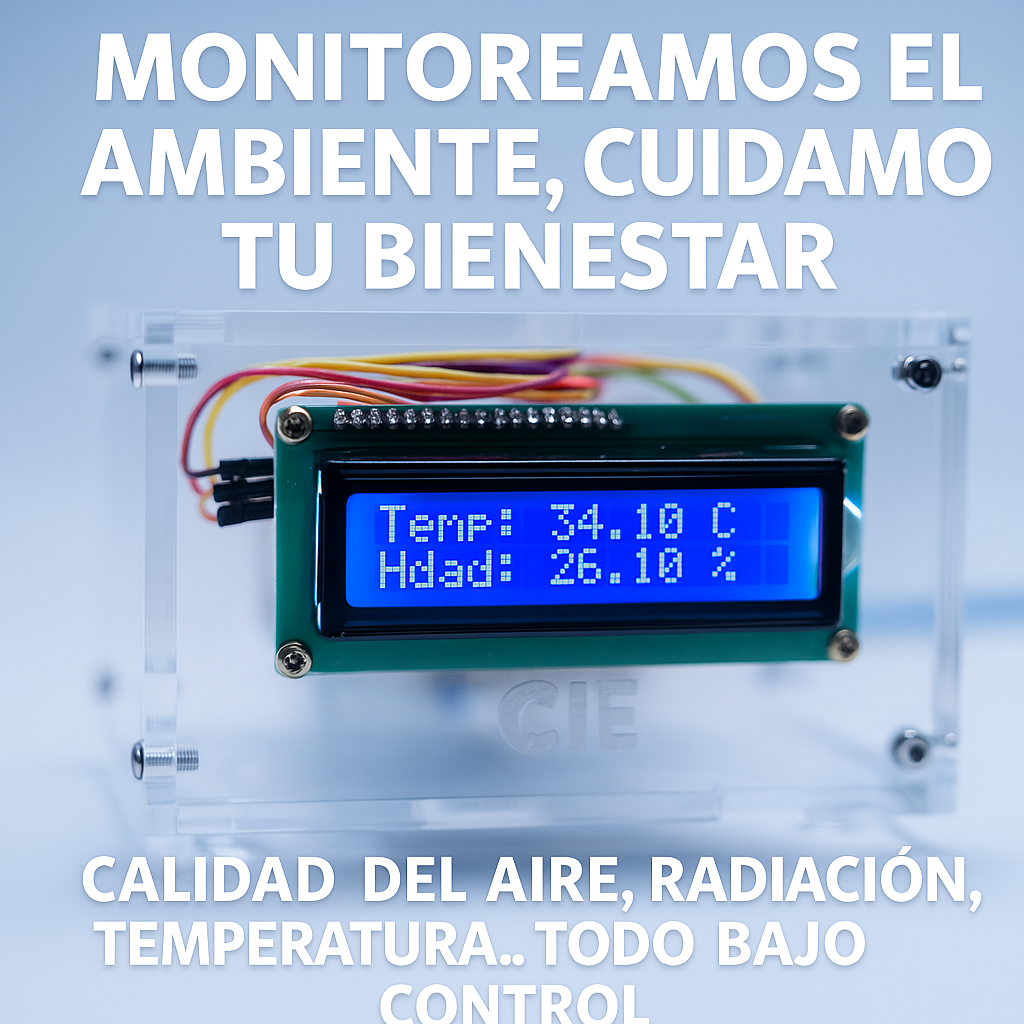 MONITOREAMOS EL
AMBIENTE, CUIDAMO
TU BIENESTAR
Temp: 34.10 C
Hdad: 26.10 %
CIE
CALIDAD DEL AIRE, RADIACIÓN,
TEMPERATURA.. TODO BAJO
CONTROL